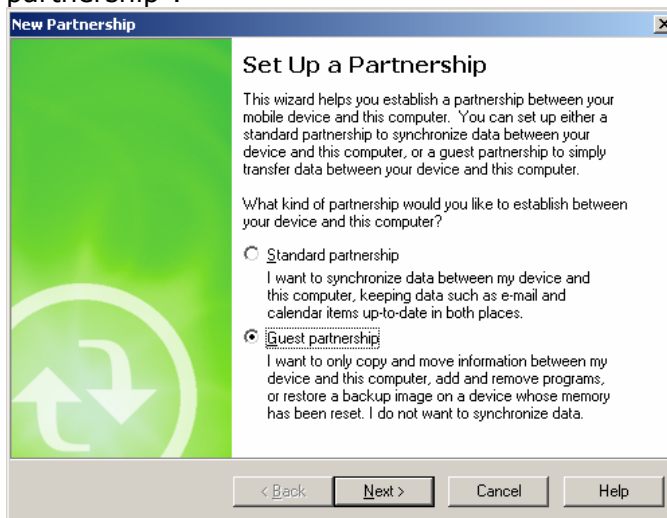 partnership".
New Partnership
Set Up a Partnership
This wizard helps you establish a partnership between your
mobile device and this computer. You can set up either a
standard partnership to synchronize data between your
device and this computer, or a guest partnership to simply
transfer data between your device and this computer.
What kind of partnership would you like to establish between
your device and this computer?
Standard partnership
I want to synchronize data between my device and
this computer, keeping data such as e-mail and
calendar items up-to-date in both places.
Guest partnership
I want to only copy and move information between my
device and this computer, add and remove programs,
or restore a backup image on a device whose memory
has been reset. I do not want to synchronize data.
< Back Next > Cancel Help